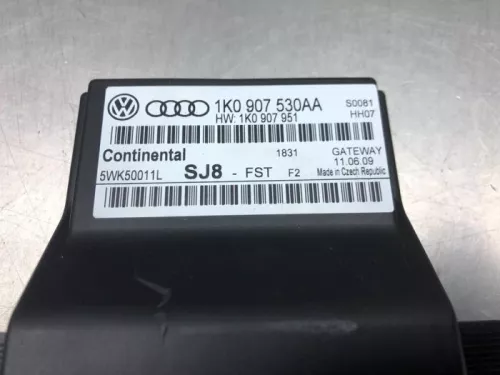 1K0 907 530AA S0081
HW: 1K0 907 951 HH07
Continental 1831 GATEWAY
5WK50011L SJ8 - FST F2 11.06.09
Made in Czech Republic